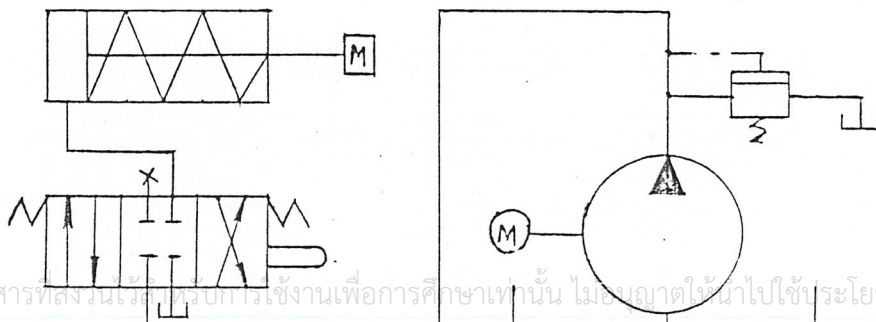 M
M
สารที่สงวนไว้สำหรับการใช้งานเพื่อการศึกษาเท่านั้น ไม่อนุญาตให้นำไปใช้ประโย